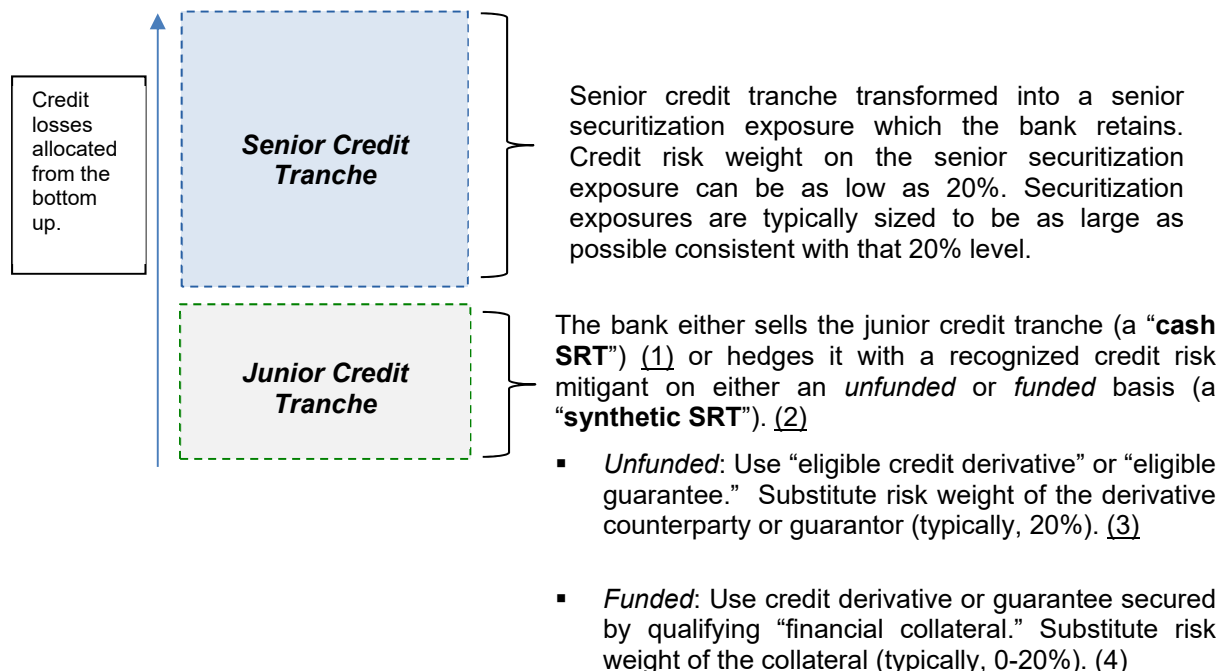 Credit
losses
allocated
from the
bottom
up.
Senior Credit
Tranche
Senior credit tranche transformed into a senior
securitization exposure which the bank retains.
Credit risk weight on the senior securitization
exposure can be as low as 20%. Securitization
exposures are typically sized to be as large as
possible consistent with that 20% level.
Junior Credit
Tranche
The bank either sells the junior credit tranche (a “cash
SRT”) (1) or hedges it with a recognized credit risk
mitigant on either an unfunded or funded basis (a
“synthetic SRT”). (2)
▪ Unfunded: Use “eligible credit derivative” or “eligible
guarantee.” Substitute risk weight of the derivative
counterparty or guarantor (typically, 20%). (3)
▪ Funded: Use credit derivative or guarantee secured
by qualifying “financial collateral.” Substitute risk
weight of the collateral (typically, 0-20%). (4)